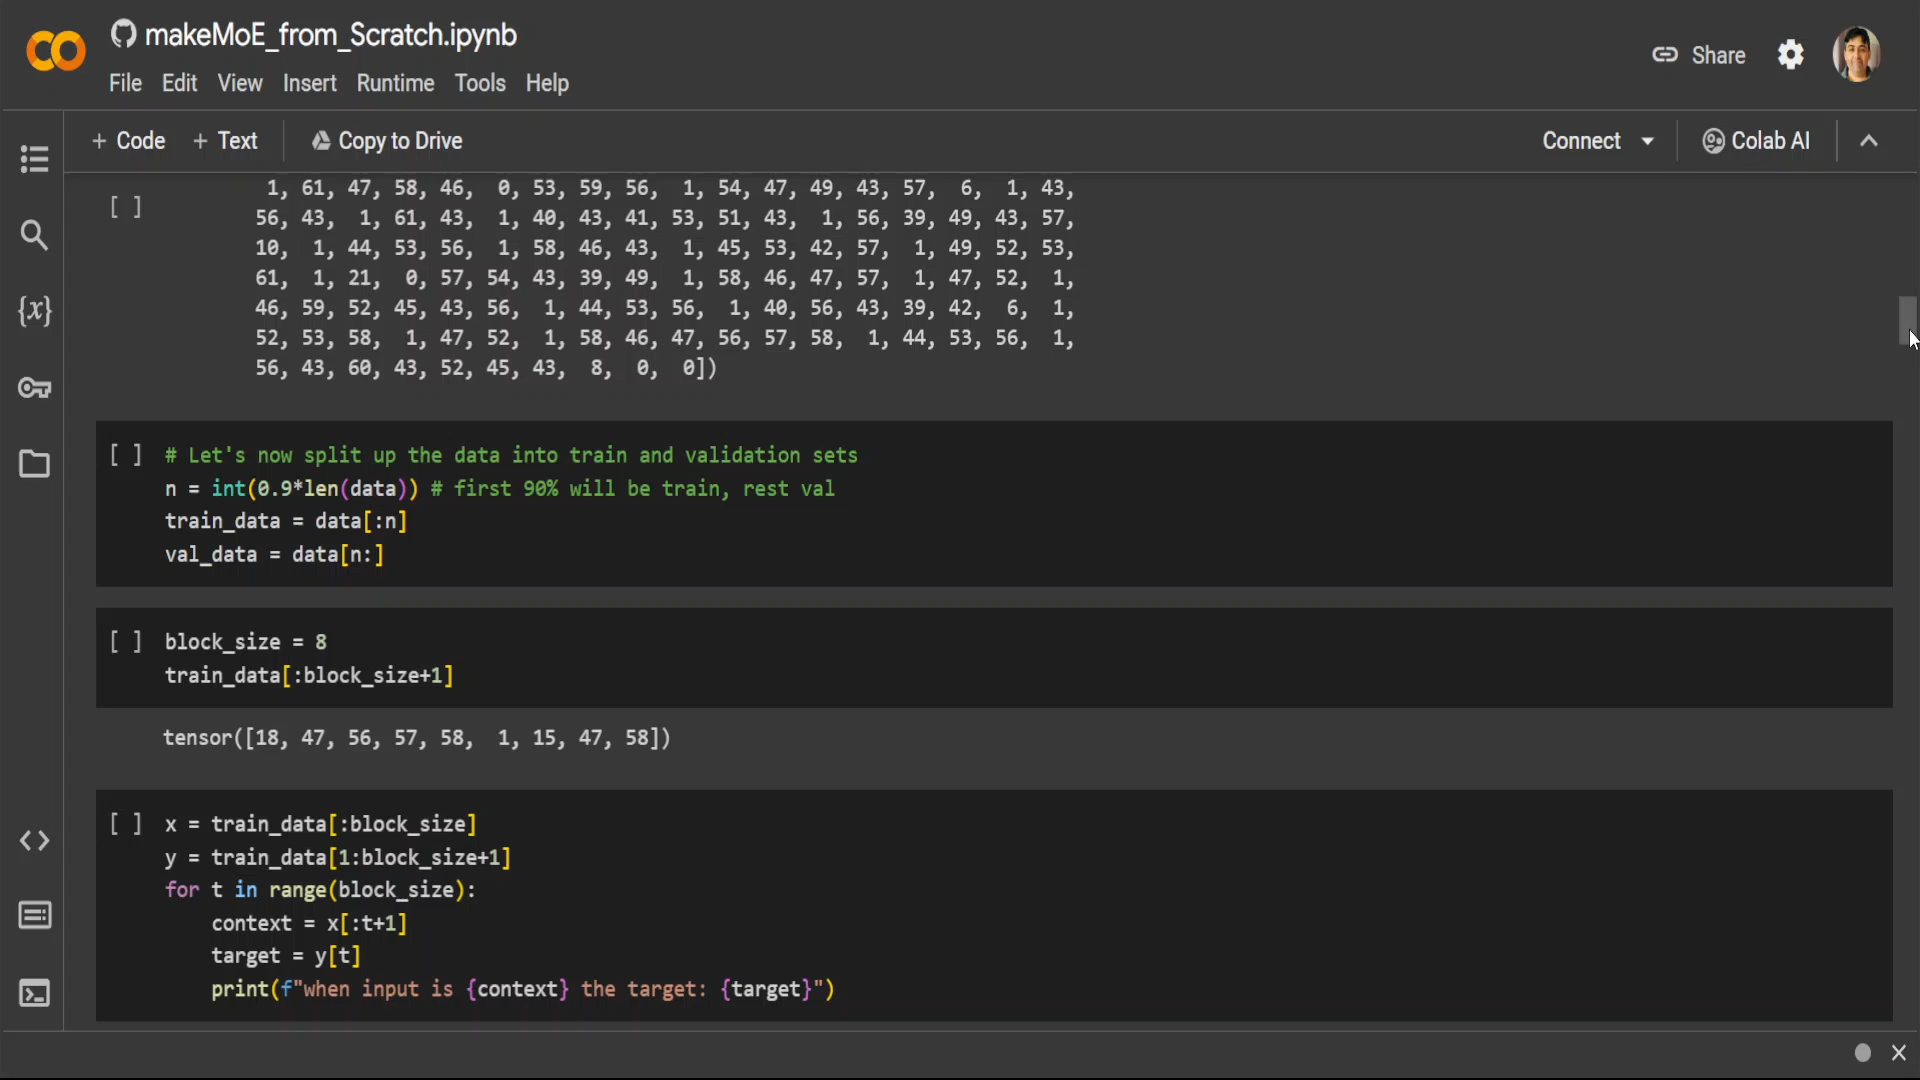 makeMoE_from_Scratch.ipynb
File Edit View Insert Runtime Tools Help
Share
+ Code + Text Copy to Drive
Connect Colab AI
[ ] 1, 61, 47, 58, 46, 0, 53, 59, 56, 1, 54, 47, 49, 43, 57, 6, 1, 43,
56, 43, 1, 61, 43, 1, 40, 43, 41, 53, 51, 43, 1, 56, 39, 49, 43, 57,
10, 1, 44, 53, 56, 1, 58, 46, 43, 1, 45, 53, 42, 57, 1, 49, 52, 53,
61, 1, 21, 0, 57, 54, 43, 39, 49, 1, 58, 46, 47, 57, 1, 47, 52, 1,
46, 59, 52, 45, 43, 56, 1, 44, 53, 56, 1, 40, 56, 43, 39, 42, 6, 1,
52, 53, 58, 1, 47, 52, 1, 58, 46, 47, 56, 57, 58, 1, 44, 53, 56, 1,
56, 43, 60, 43, 52, 45, 43, 8, 0, 0])
[ ] # Let's now split up the data into train and validation sets
n = int(0.9*len(data)) # first 90% will be train, rest val
train_data = data[:n]
val_data = data[n:]
[ ] block_size = 8
train_data[:block_size+1]
tensor([18, 47, 56, 57, 58, 1, 15, 47, 58])
[ ] x = train_data[:block_size]
y = train_data[1:block_size+1]
for t in range(block_size):
    context = x[:t+1]
    target = y[t]
    print(f"when input is {context} the target: {target}")